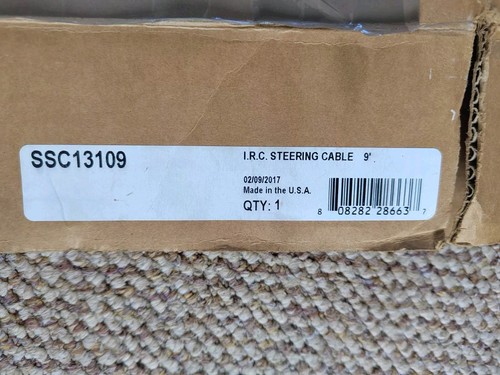 SSC13109
I.R.C. STEERING CABLE 9'
02/09/2017
Made in the U.S.A.
QTY: 1
8 08282 28663 7